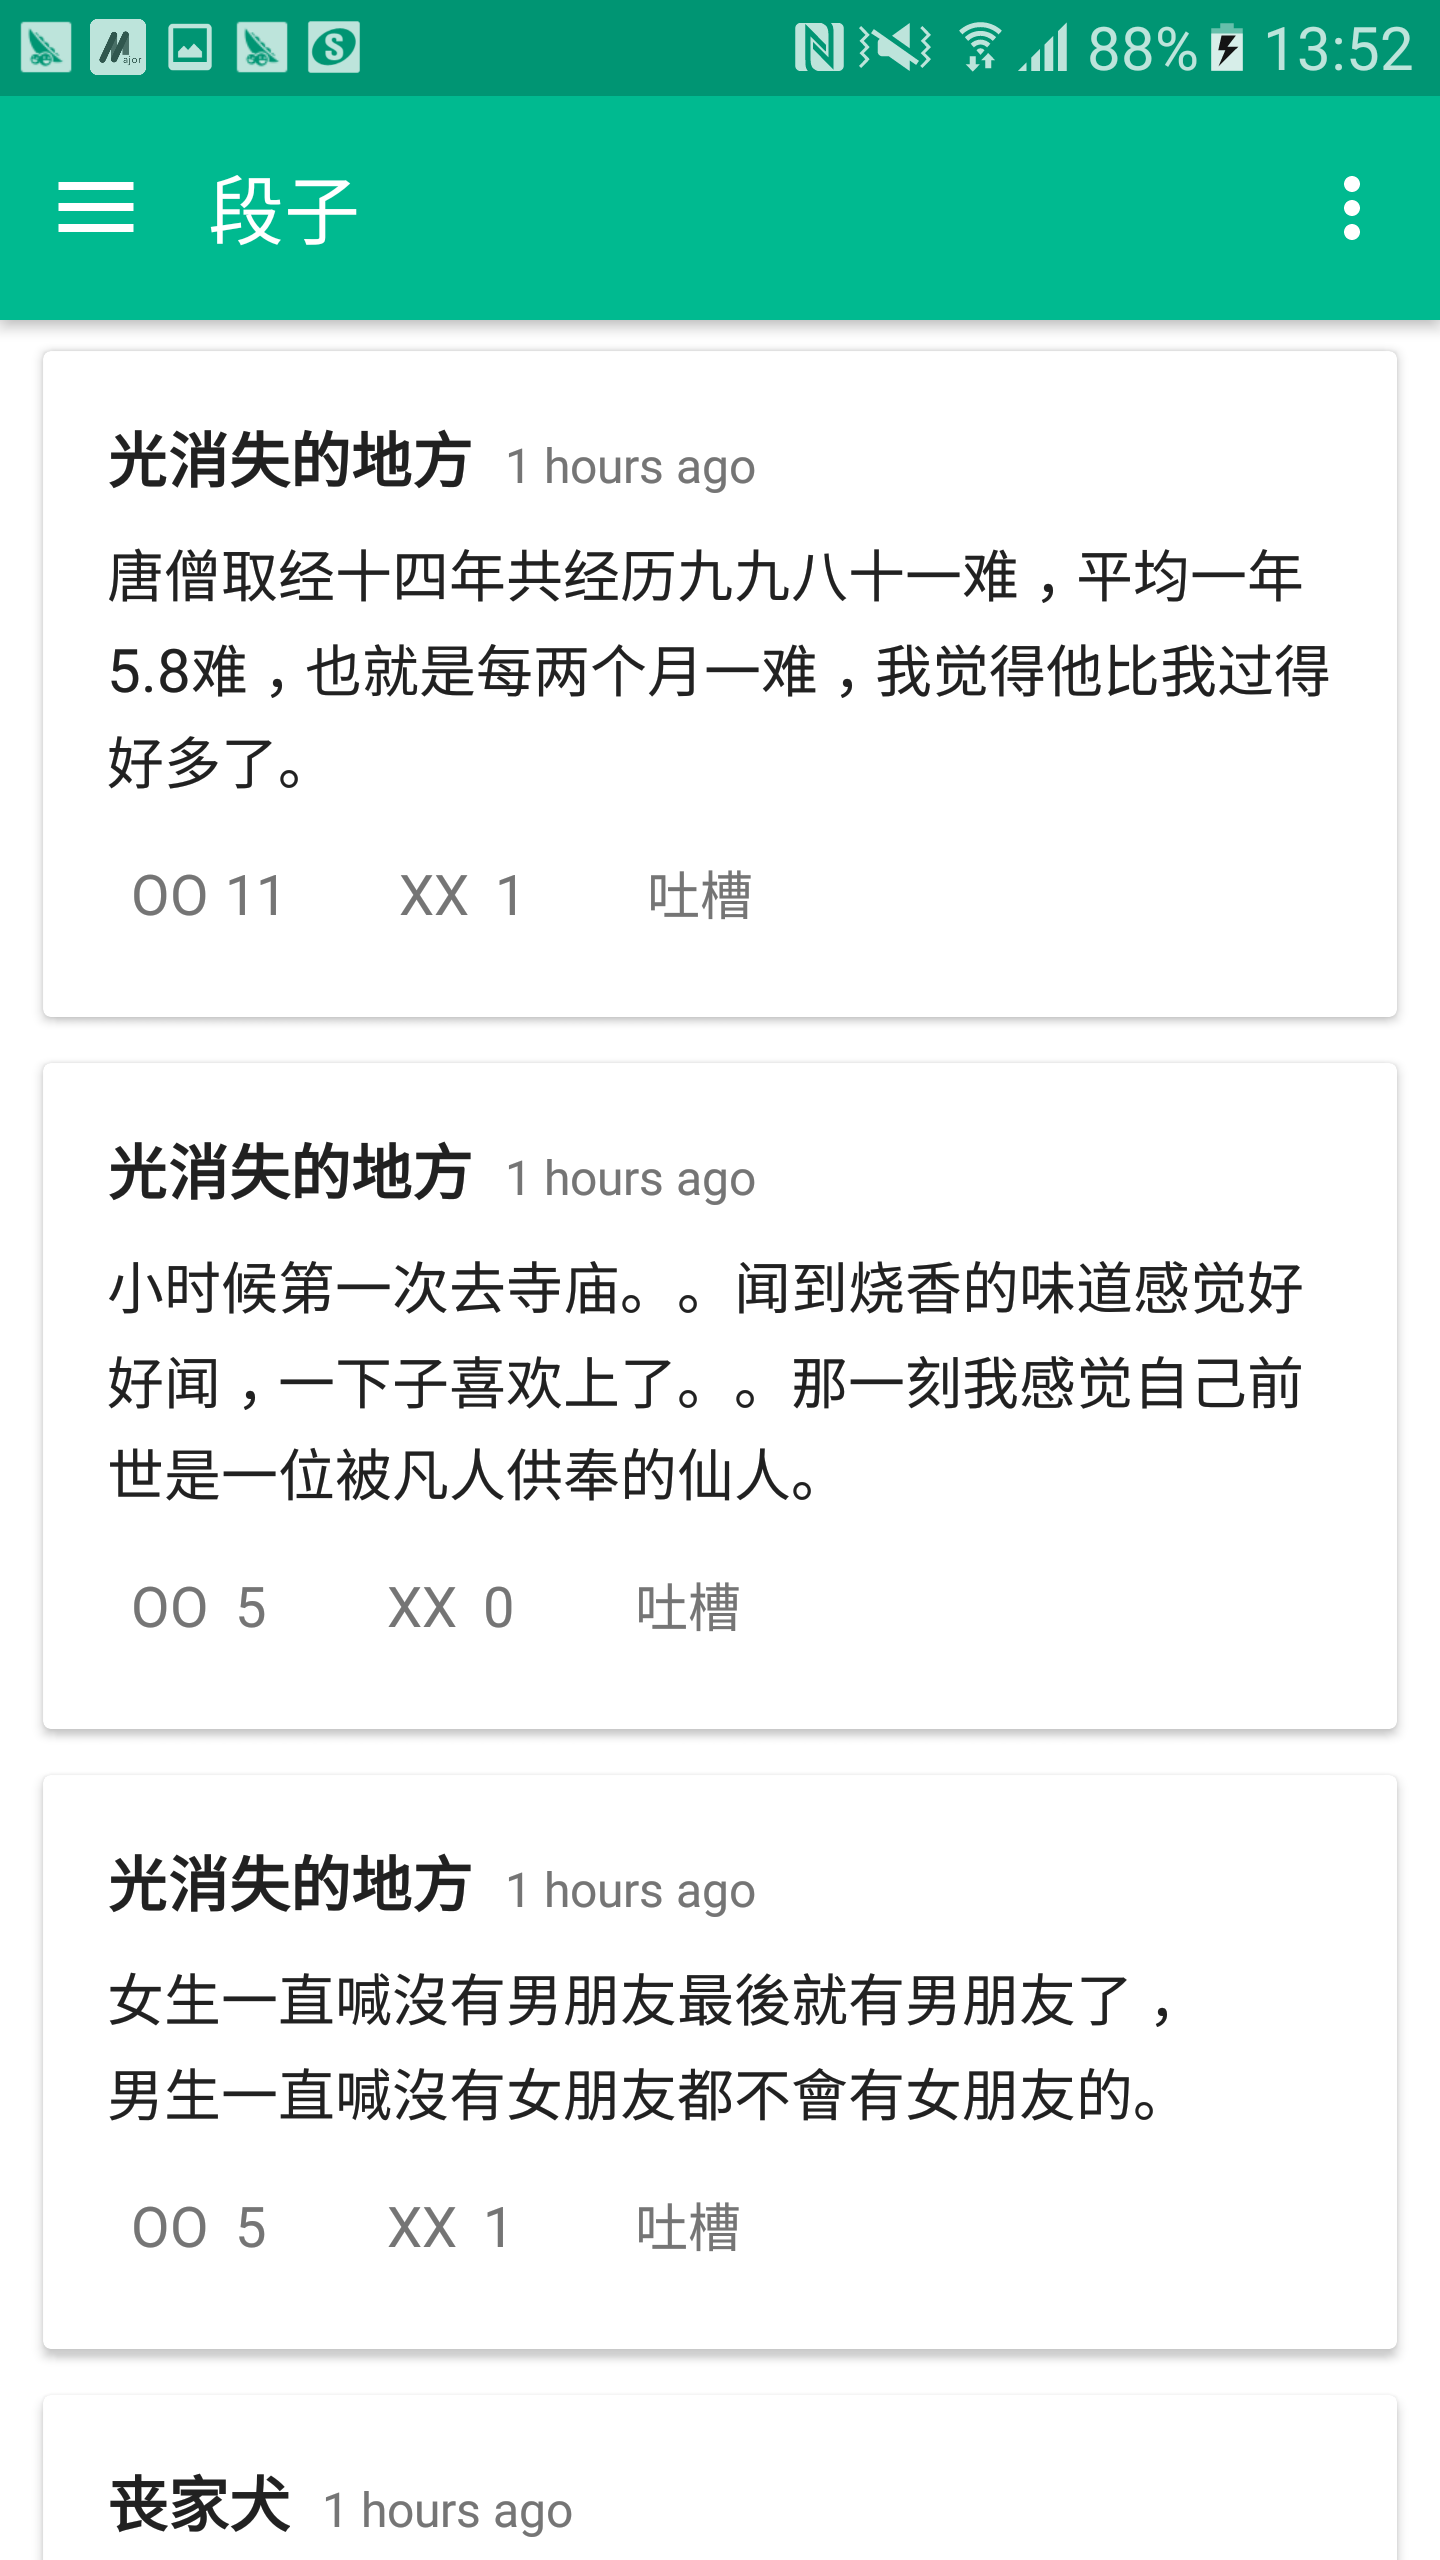 M ajor S 88% 13:52
段子
光消失的地方 1 hours ago
唐僧取经十四年共经历九九八十一难，平均一年
5.8难，也就是每两个月一难，我觉得他比我过得
好多了。
OO 11 XX 1 吐槽
光消失的地方 1 hours ago
小时候第一次去寺庙。。闻到烧香的味道感觉好
好闻，一下子喜欢上了。。那一刻我感觉自己前
世是一位被凡人供奉的仙人。
OO 5 XX 0 吐槽
光消失的地方 1 hours ago
女生一直喊沒有男朋友最後就有男朋友了，
男生一直喊沒有女朋友都不會有女朋友的。
OO 5 XX 1 吐槽
丧家犬 1 hours ago